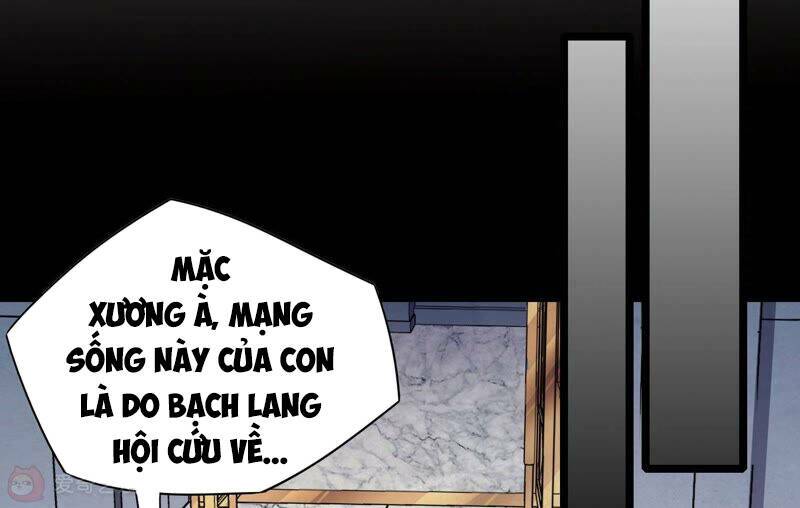 MẶC
XƯƠNG À, MẠNG
SỐNG NÀY CỦA CON
LÀ DO BẠCH LANG
HỘI CỨU VỀ...